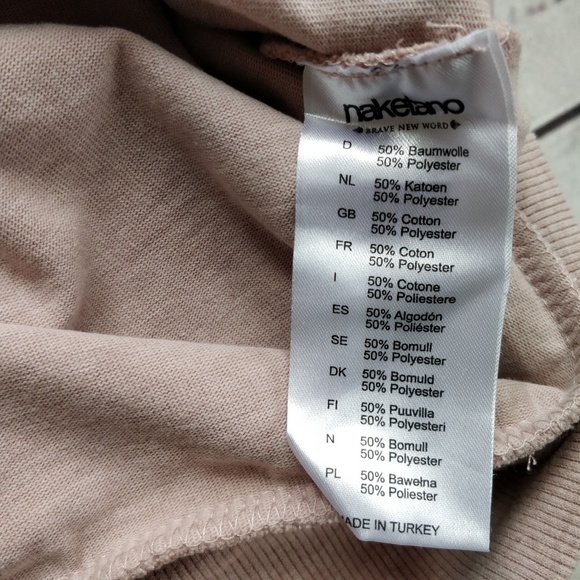 naketano
BRAVE NEW WORD
D 50% Baumwolle
50% Polyester
NL 50% Katoen
50% Polyester
GB 50% Cotton
50% Polyester
FR 50% Coton
50% Polyester
I 50% Cotone
50% Poliestere
ES 50% Algodón
50% Poliéster
SE 50% Bomull
50% Polyester
DK 50% Bomuld
50% Polyester
FI 50% Puuvilla
50% Polyesteri
N 50% Bomull
50% Polyester
PL 50% Bawełna
50% Poliester
MADE IN TURKEY